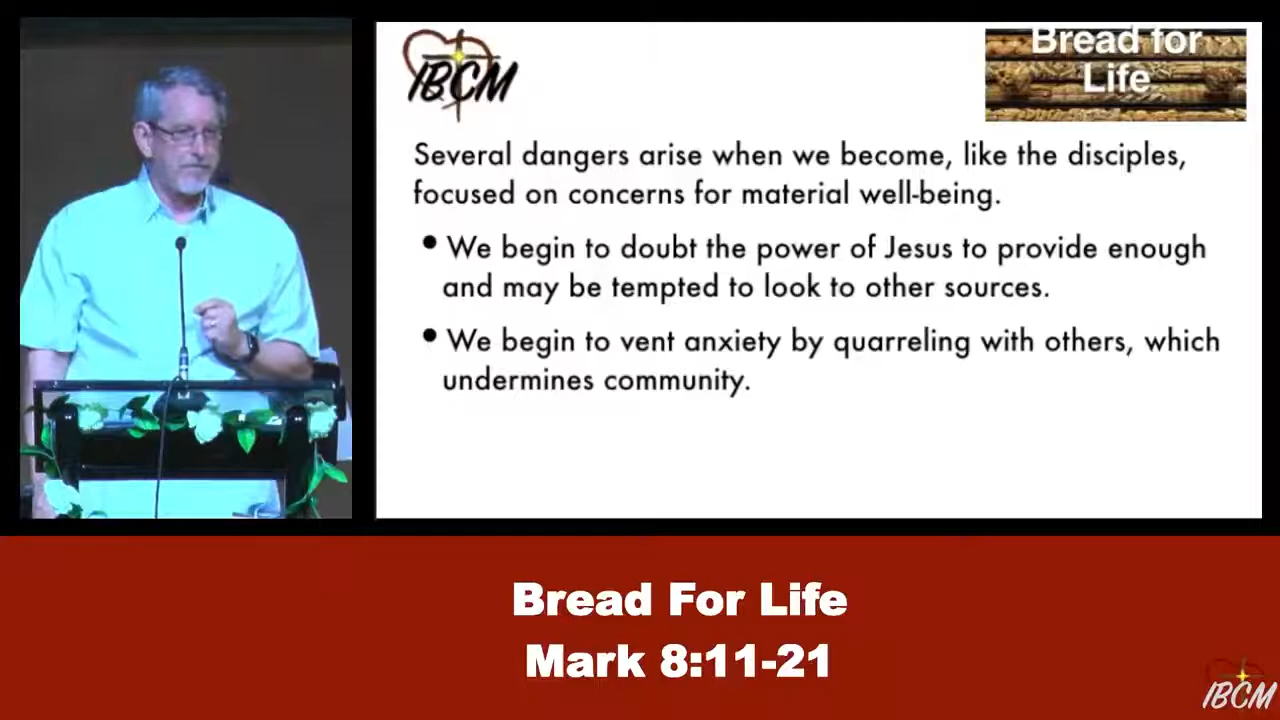 IBCM
Bread for
Life
Several dangers arise when we become, like the disciples,
focused on concerns for material well-being.
• We begin to doubt the power of Jesus to provide enough
and may be tempted to look to other sources.
• We begin to vent anxiety by quarreling with others, which
undermines community.
Bread For Life
Mark 8:11-21
IBCM